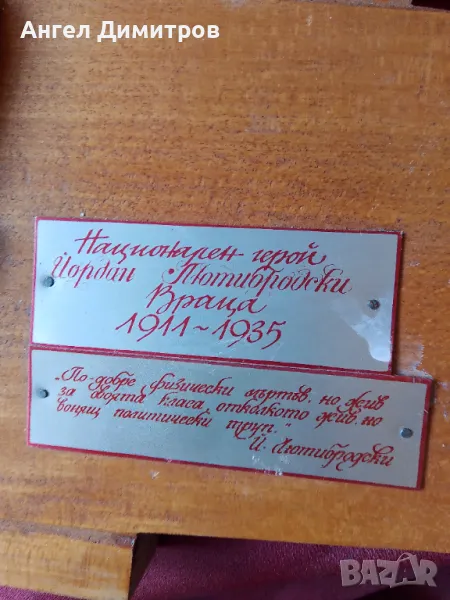 Ангел Димитров
Национален герой
Йордан Лютибродски
Враца
1911~1935
"По-добре физически мъртъв, но жив
за своята класа, отколкото жив, но
вонящ политически труп."
Й. Лютибродски
BAZAR